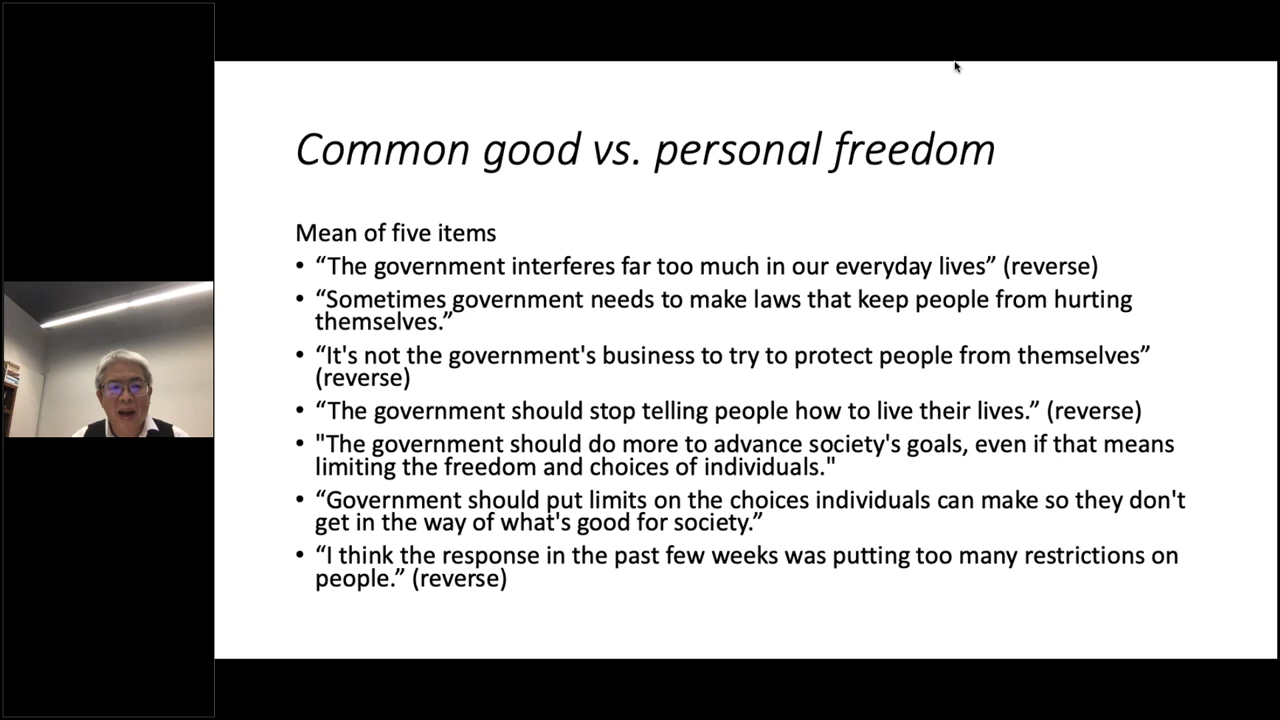 Common good vs. personal freedom
Mean of five items
• “The government interferes far too much in our everyday lives” (reverse)
• “Sometimes government needs to make laws that keep people from hurting
themselves.”
• “It's not the government's business to try to protect people from themselves”
(reverse)
• “The government should stop telling people how to live their lives.” (reverse)
• "The government should do more to advance society's goals, even if that means
limiting the freedom and choices of individuals."
• “Government should put limits on the choices individuals can make so they don't
get in the way of what's good for society.”
• “I think the response in the past few weeks was putting too many restrictions on
people.” (reverse)